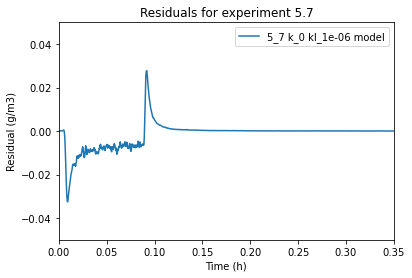 Residuals for experiment 5.7
5_7 k_0 kl_1e-06 model
Residual (g/m3)
0.04
0.02
0.00
−0.02
−0.04
0.00 0.05 0.10 0.15 0.20 0.25 0.30 0.35
Time (h)